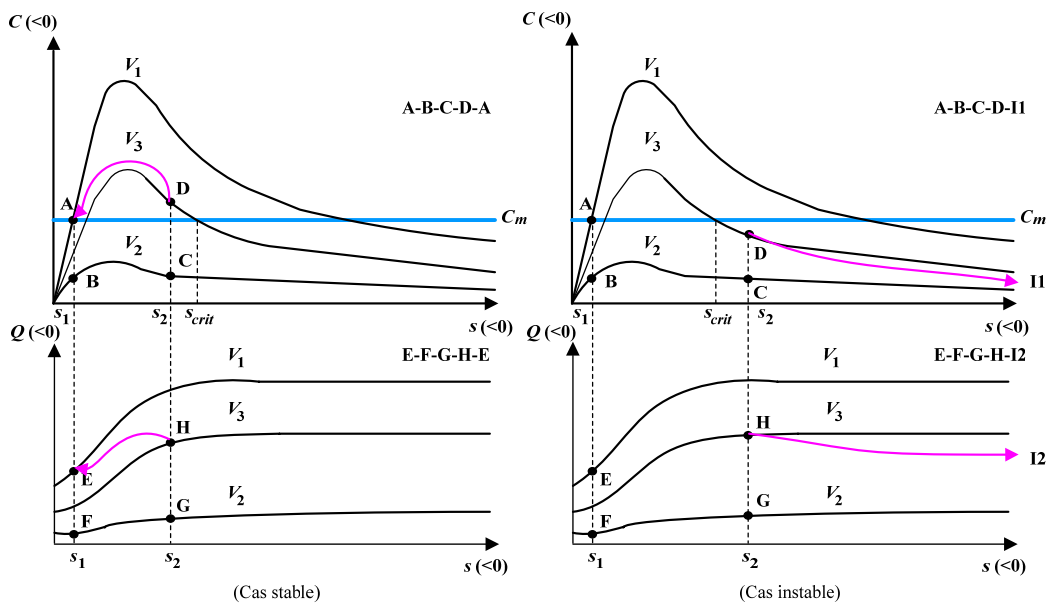 C (<0)
V1
A-B-C-D-A
V3
D
A
Cm
V2
C
B
s1
s2
scrit
s (<0)
Q (<0)
V1
E-F-G-H-E
V3
H
E
V2
G
F
s1
s2
s (<0)
(Cas stable)
C (<0)
V1
A-B-C-D-I1
V3
A
Cm
V2
D
B
C
I1
s1
scrit
s2
s (<0)
Q (<0)
V1
E-F-G-H-I2
V3
H
I2
E
V2
G
F
s1
s2
s (<0)
(Cas instable)